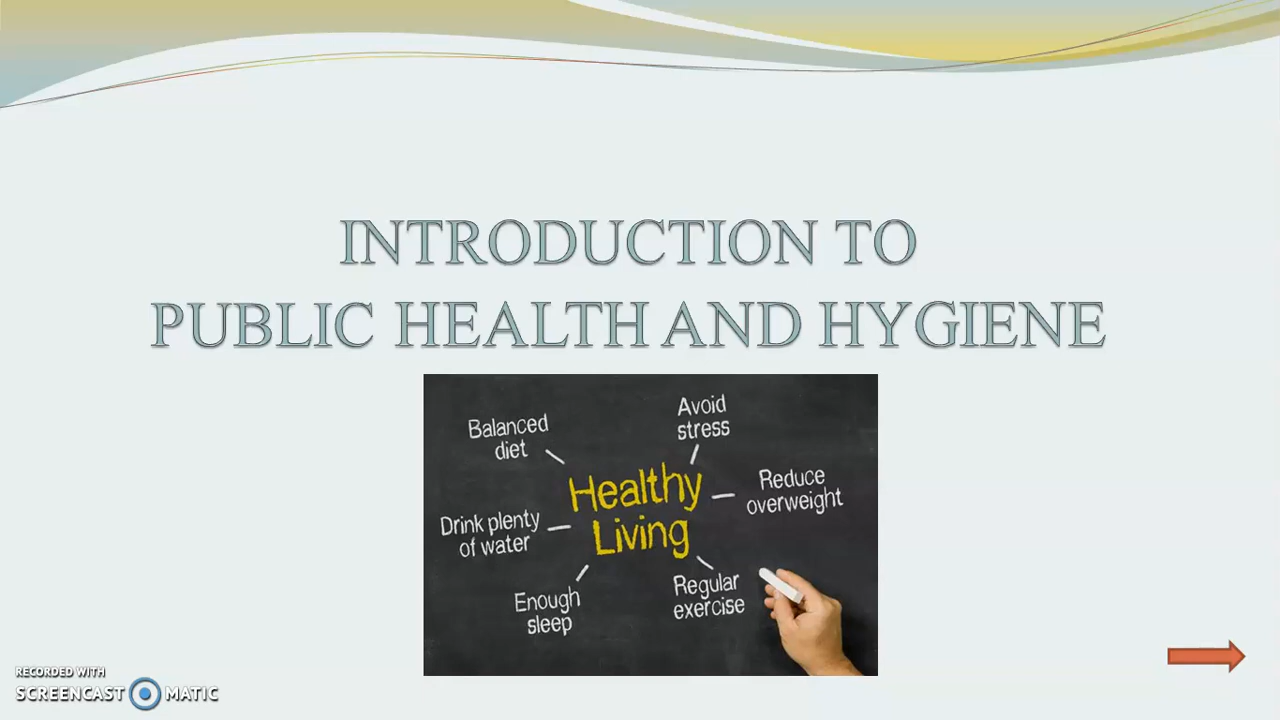 INTRODUCTION TO
PUBLIC HEALTH AND HYGIENE
Balanced
diet
Avoid
stress
Healthy
Living
Reduce
overweight
Drink plenty
of water
Enough
sleep
Regular
exercise
RECORDED WITH
SCREENCAST MATIC